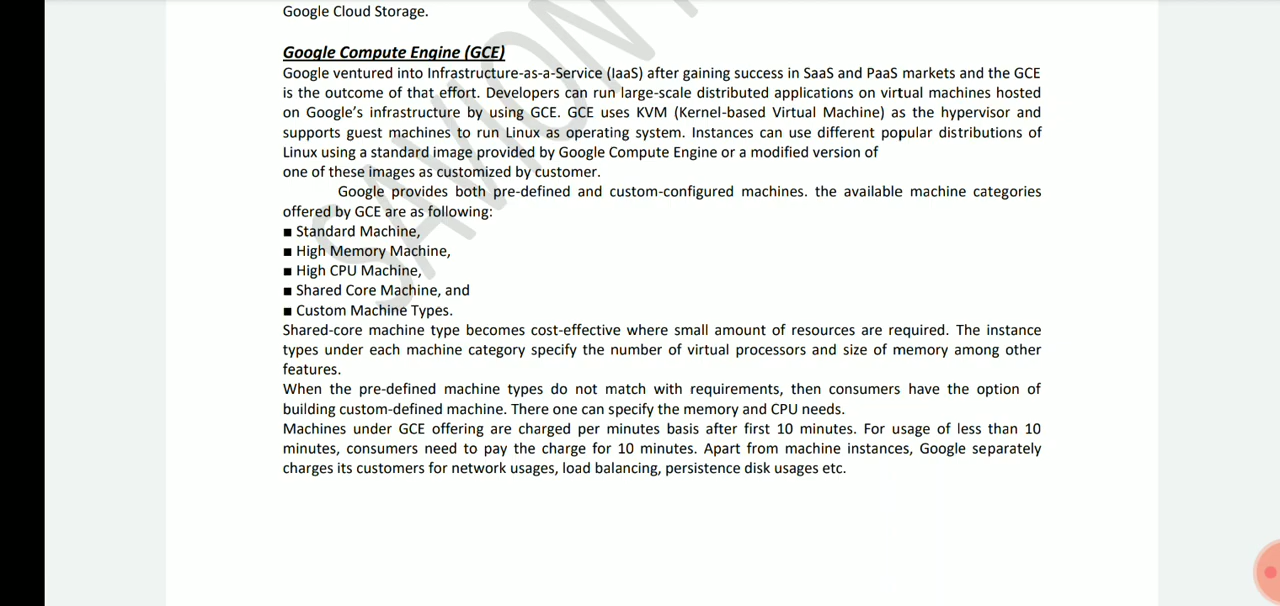 Google Cloud Storage.
Google Compute Engine (GCE)
Google ventured into Infrastructure-as-a-Service (IaaS) after gaining success in SaaS and PaaS markets and the GCE
is the outcome of that effort. Developers can run large-scale distributed applications on virtual machines hosted
on Google's infrastructure by using GCE. GCE uses KVM (Kernel-based Virtual Machine) as the hypervisor and
supports guest machines to run Linux as operating system. Instances can use different popular distributions of
Linux using a standard image provided by Google Compute Engine or a modified version of
one of these images as customized by customer.
Google provides both pre-defined and custom-configured machines. the available machine categories
offered by GCE are as following:
■ Standard Machine,
■ High Memory Machine,
■ High CPU Machine,
■ Shared Core Machine, and
■ Custom Machine Types.
Shared-core machine type becomes cost-effective where small amount of resources are required. The instance
types under each machine category specify the number of virtual processors and size of memory among other
features.
When the pre-defined machine types do not match with requirements, then consumers have the option of
building custom-defined machine. There one can specify the memory and CPU needs.
Machines under GCE offering are charged per minutes basis after first 10 minutes. For usage of less than 10
minutes, consumers need to pay the charge for 10 minutes. Apart from machine instances, Google separately
charges its customers for network usages, load balancing, persistence disk usages etc.